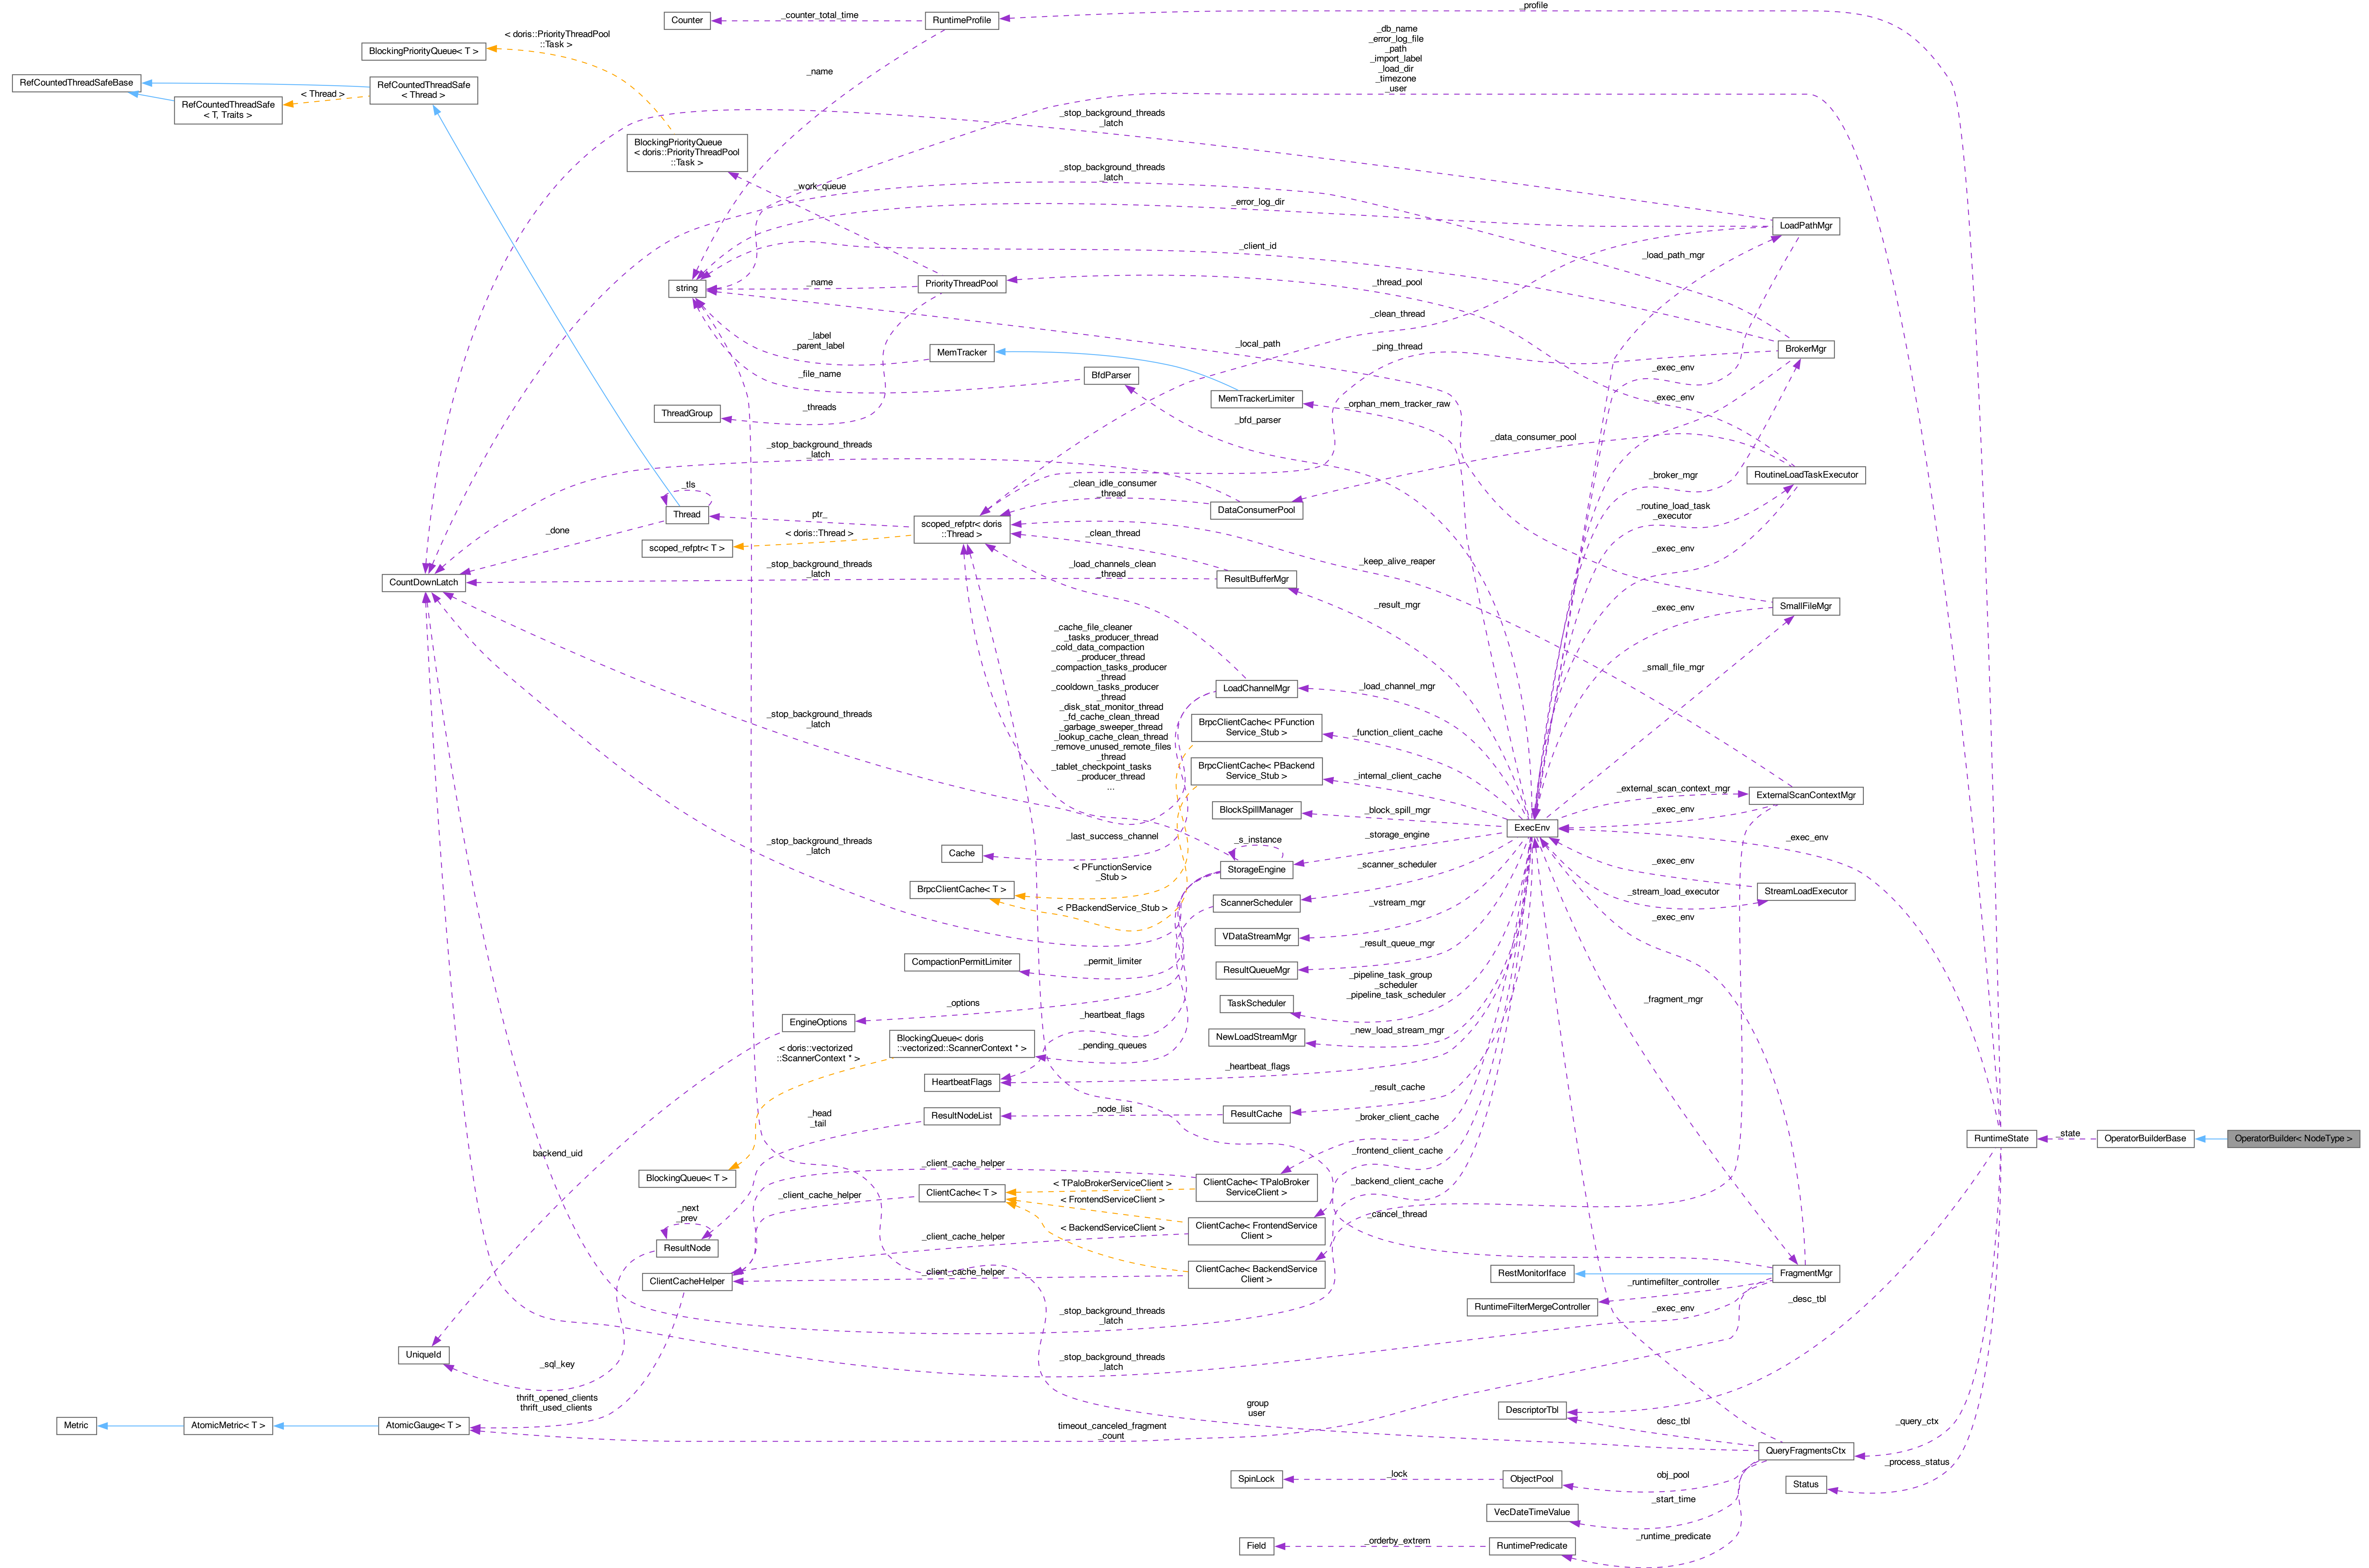 Counter
_counter_total_time
RuntimeProfile
_profile
BlockingPriorityQueue< T >
< doris::PriorityThreadPool
::Task >
_db_name
_error_log_file
_path
_import_label
_load_dir
_timezone
_user
_name
RefCountedThreadSafeBase
RefCountedThreadSafe
< Thread >
< Thread >
RefCountedThreadSafe
< T, Traits >
_stop_background_threads
_latch
BlockingPriorityQueue
< doris::PriorityThreadPool
::Task >
_stop_background_threads
_latch
_work_queue
_error_log_dir
LoadPathMgr
_client_id
_load_path_mgr
string
_name
PriorityThreadPool
_thread_pool
_clean_thread
_label
_parent_label
MemTracker
_local_path
_ping_thread
BrokerMgr
_file_name
BfdParser
_exec_env
MemTrackerLimiter
_exec_env
ThreadGroup
_threads
_orphan_mem_tracker_raw
_bfd_parser
_data_consumer_pool
_stop_background_threads
_latch
_broker_mgr
RoutineLoadTaskExecutor
_tls
_clean_idle_consumer
_thread
DataConsumerPool
_routine_load_task
_executor
Thread
ptr_
scoped_refptr< doris
::Thread >
_done
< doris::Thread >
_clean_thread
scoped_refptr< T >
_exec_env
_keep_alive_reaper
_stop_background_threads
_latch
_load_channels_clean
_thread
ResultBufferMgr
CountDownLatch
_result_mgr
_exec_env
SmallFileMgr
_cache_file_cleaner
_tasks_producer_thread
_cold_data_compaction
_producer_thread
_compaction_tasks_producer
_thread
_cooldown_tasks_producer
_thread
_disk_stat_monitor_thread
_fd_cache_clean_thread
_garbage_sweeper_thread
_lookup_cache_clean_thread
_remove_unused_remote_files
_thread
_tablet_checkpoint_tasks
_producer_thread
...
_small_file_mgr
LoadChannelMgr
_load_channel_mgr
_stop_background_threads
_latch
BrpcClientCache< PFunction
Service_Stub >
_function_client_cache
BrpcClientCache< PBackend
Service_Stub >
_internal_client_cache
_external_scan_context_mgr
ExternalScanContextMgr
BlockSpillManager
_block_spill_mgr
_exec_env
ExecEnv
_exec_env
_last_success_channel
_s_instance
_storage_engine
_stop_background_threads
_latch
Cache
< PFunctionService
_Stub >
StorageEngine
_scanner_scheduler
_exec_env
BrpcClientCache< T >
_stream_load_executor
StreamLoadExecutor
< PBackendService_Stub >
ScannerScheduler
_vstream_mgr
_exec_env
VDataStreamMgr
_result_queue_mgr
CompactionPermitLimiter
_permit_limiter
ResultQueueMgr
_pipeline_task_group
_scheduler
_pipeline_task_scheduler
_fragment_mgr
_options
TaskScheduler
EngineOptions
_heartbeat_flags
_new_load_stream_mgr
BlockingQueue< doris
::vectorized::ScannerContext * >
< doris::vectorized
::ScannerContext * >
_pending_queues
NewLoadStreamMgr
_heartbeat_flags
HeartbeatFlags
_result_cache
_head
_tail
ResultNodeList
_node_list
ResultCache
_broker_client_cache
RuntimeState
_state
OperatorBuilderBase
OperatorBuilder< NodeType >
backend_uid
_frontend_client_cache
_client_cache_helper
BlockingQueue< T >
ClientCache< TPaloBroker
ServiceClient >
_backend_client_cache
_client_cache_helper
ClientCache< T >
< TPaloBrokerServiceClient >
< FrontendServiceClient >
_next
_prev
_cancel_thread
< BackendServiceClient >
ClientCache< FrontendService
Client >
ResultNode
_client_cache_helper
ClientCacheHelper
_client_cache_helper
ClientCache< BackendService
Client >
RestMonitorIface
FragmentMgr
_runtimefilter_controller
RuntimeFilterMergeController
_exec_env
_desc_tbl
_stop_background_threads
_latch
UniqueId
_sql_key
_stop_background_threads
_latch
thrift_opened_clients
thrift_used_clients
group
user
DescriptorTbl
desc_tbl
_query_ctx
Metric
AtomicMetric< T >
AtomicGauge< T >
timeout_canceled_fragment
_count
QueryFragmentsCtx
_process_status
SpinLock
_lock
ObjectPool
obj_pool
Status
_start_time
VecDateTimeValue
_runtime_predicate
Field
_orderby_extrem
RuntimePredicate